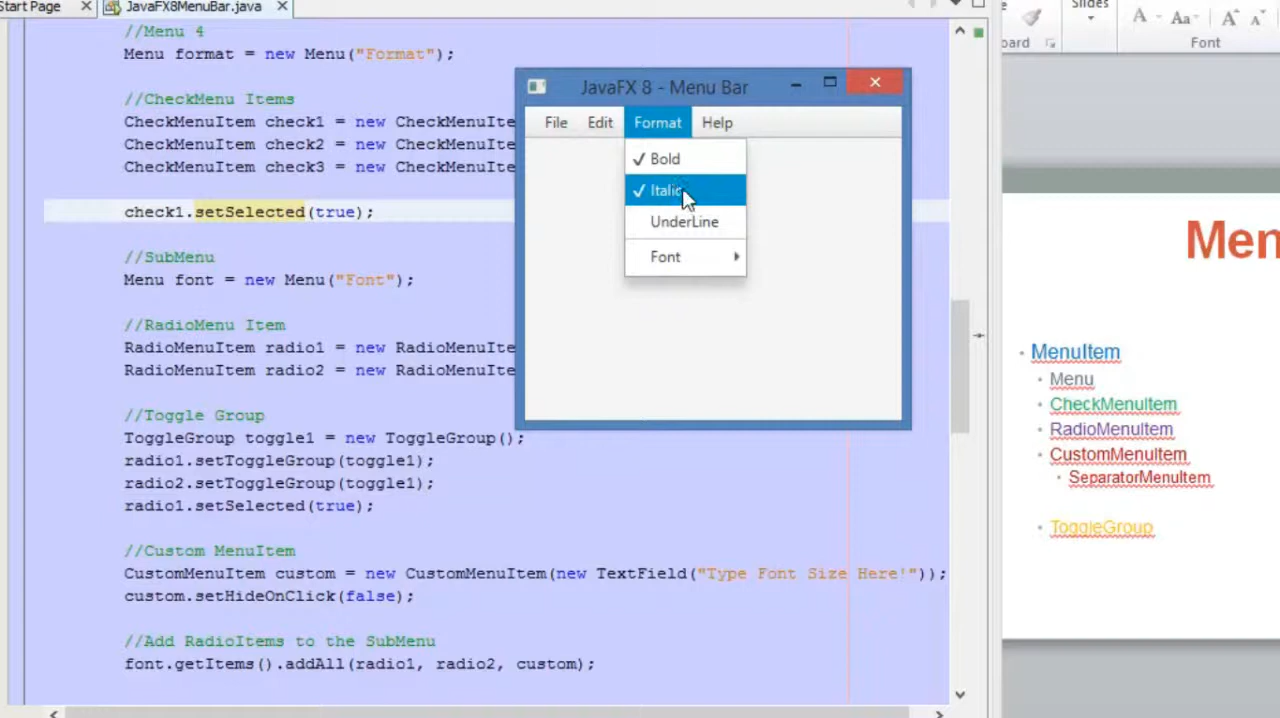 Start Page
JavaFX8MenuBar.java
//Menu 4
Menu format = new Menu("Format");
//CheckMenu Items
CheckMenuItem check1 = new CheckMenuIte
CheckMenuItem check2 = new CheckMenuIte
CheckMenuItem check3 = new CheckMenuIte
check1.setSelected(true);
//SubMenu
Menu font = new Menu("Font");
//RadioMenu Item
RadioMenuItem radio1 = new RadioMenuIte
RadioMenuItem radio2 = new RadioMenuIte
//Toggle Group
ToggleGroup toggle1 = new ToggleGroup();
radio1.setToggleGroup(toggle1);
radio2.setToggleGroup(toggle1);
radio1.setSelected(true);
//Custom MenuItem
CustomMenuItem custom = new CustomMenuItem(new TextField("Type Font Size Here!"));
custom.setHideOnClick(false);
//Add RadioItems to the SubMenu
font.getItems().addAll(radio1, radio2, custom);
JavaFX 8 - Menu Bar
File Edit Format Help
Bold
Italic
UnderLine
Font
Slides
oard
Font
Men
MenuItem
Menu
CheckMenuItem
RadioMenuItem
CustomMenuItem
SeparatorMenuItem
ToggleGroup